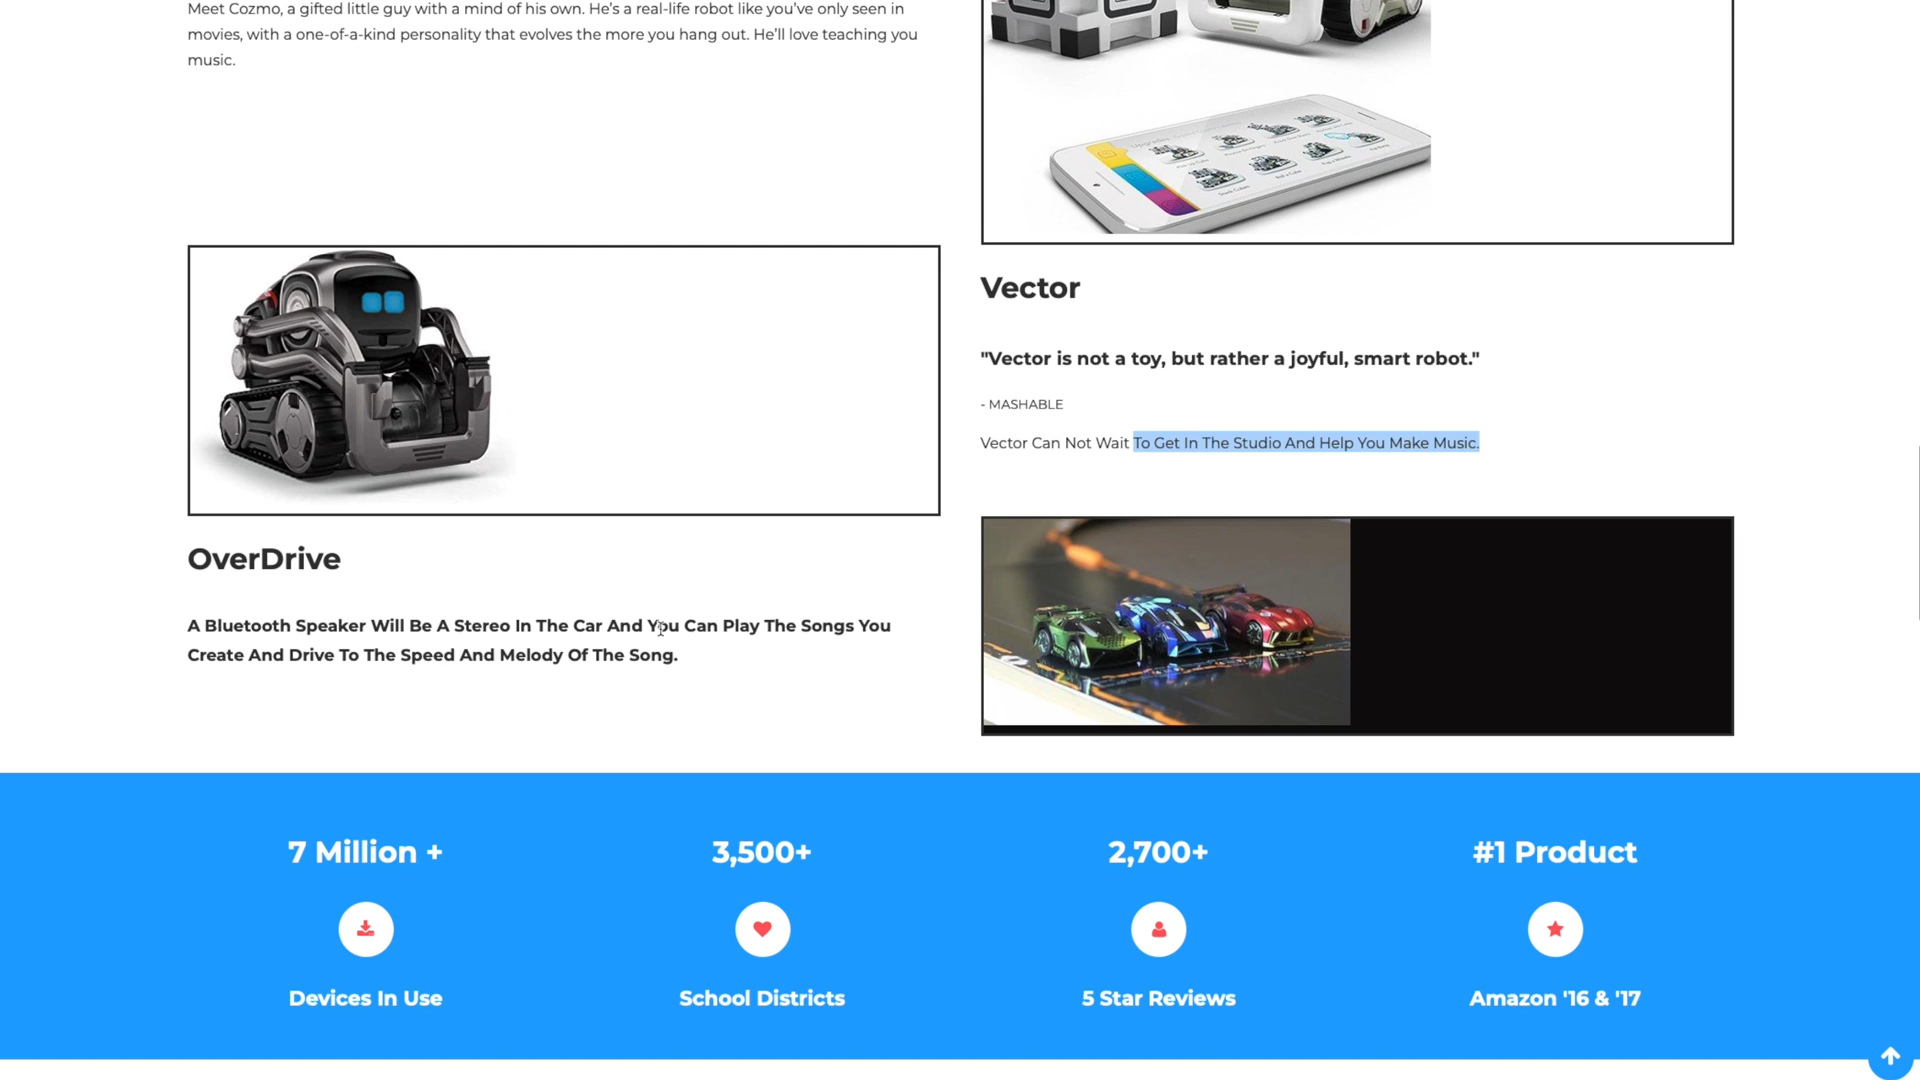 Meet Cozmo, a gifted little guy with a mind of his own. He's a real-life robot like you've only seen in
movies, with a one-of-a-kind personality that evolves the more you hang out. He'll love teaching you
music.
Vector
"Vector is not a toy, but rather a joyful, smart robot."
- MASHABLE
Vector Can Not Wait To Get In The Studio And Help You Make Music.
OverDrive
A Bluetooth Speaker Will Be A Stereo In The Car And You Can Play The Songs You
Create And Drive To The Speed And Melody Of The Song.
7 Million +
Devices In Use
3,500+
School Districts
2,700+
5 Star Reviews
#1 Product
Amazon '16 & '17